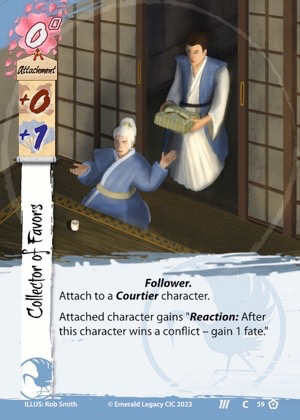 0
Attachment
+0
+1
Collector of Favors
Follower.
Attach to a Courtier character.
Attached character gains "Reaction: After
this character wins a conflict – gain 1 fate."
ILLUS: Rob Smith
© Emerald Legacy CIC 2023
C
59